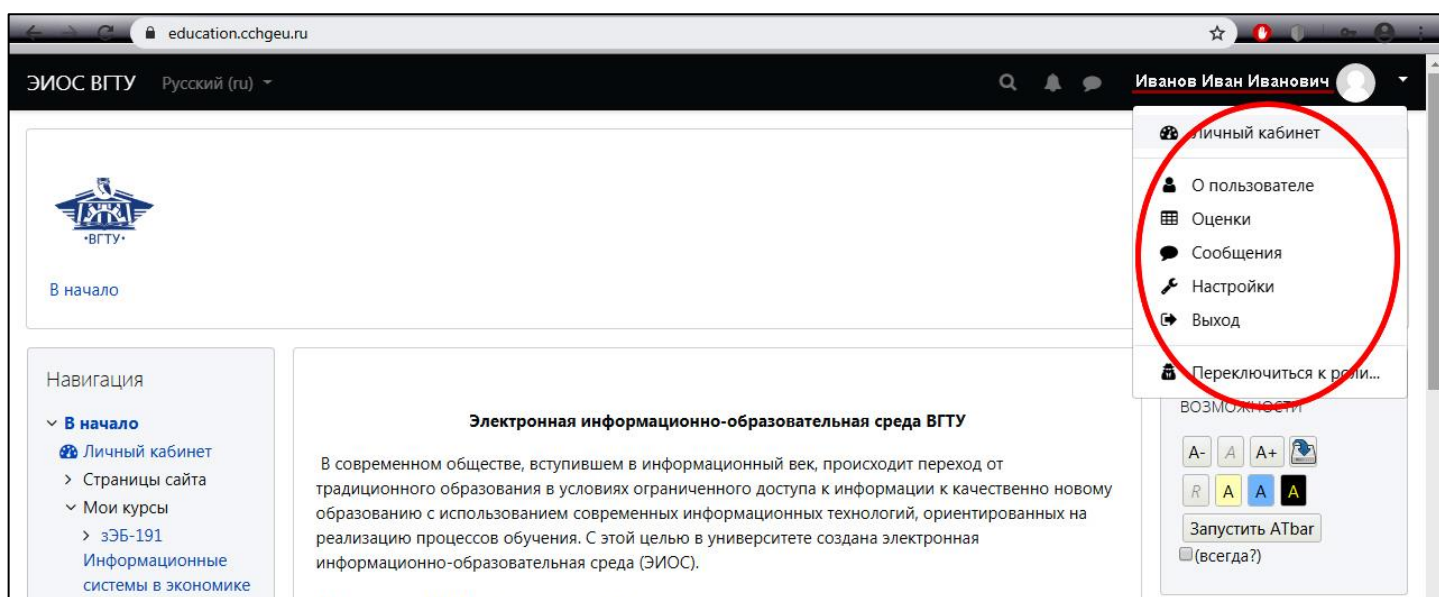 education.cchgeu.ru
ЭИОС ВГТУ Русский (ru)
Иванов Иван Иванович
Личный кабинет
О пользователе
Оценки
Сообщения
Настройки
Выход
Переключиться к роли...
·ВГТУ·
В начало
Навигация
В начало
Личный кабинет
Страницы сайта
Мои курсы
зЭБ-191
Информационные
системы в экономике
Электронная информационно-образовательная среда ВГТУ
В современном обществе, вступившем в информационный век, происходит переход от
традиционного образования в условиях ограниченного доступа к информации к качественно новому
образованию с использованием современных информационных технологий, ориентированных на
реализацию процессов обучения. С этой целью в университете создана электронная
информационно-образовательная среда (ЭИОС).
ВОЗМОЖНОСТИ
A- A A+
R A A A
Запустить ATbar
(всегда?)